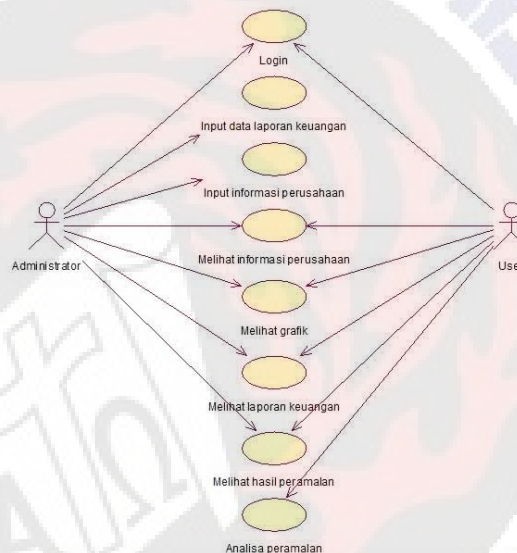 Login
Input data laporan keuangan
Input informasi perusahaan
Melihat informasi perusahaan
Administrator
Use
Melihat grafik
Melihat laporan keuangan
Melihat hasil peramalan
Analisa peramalan